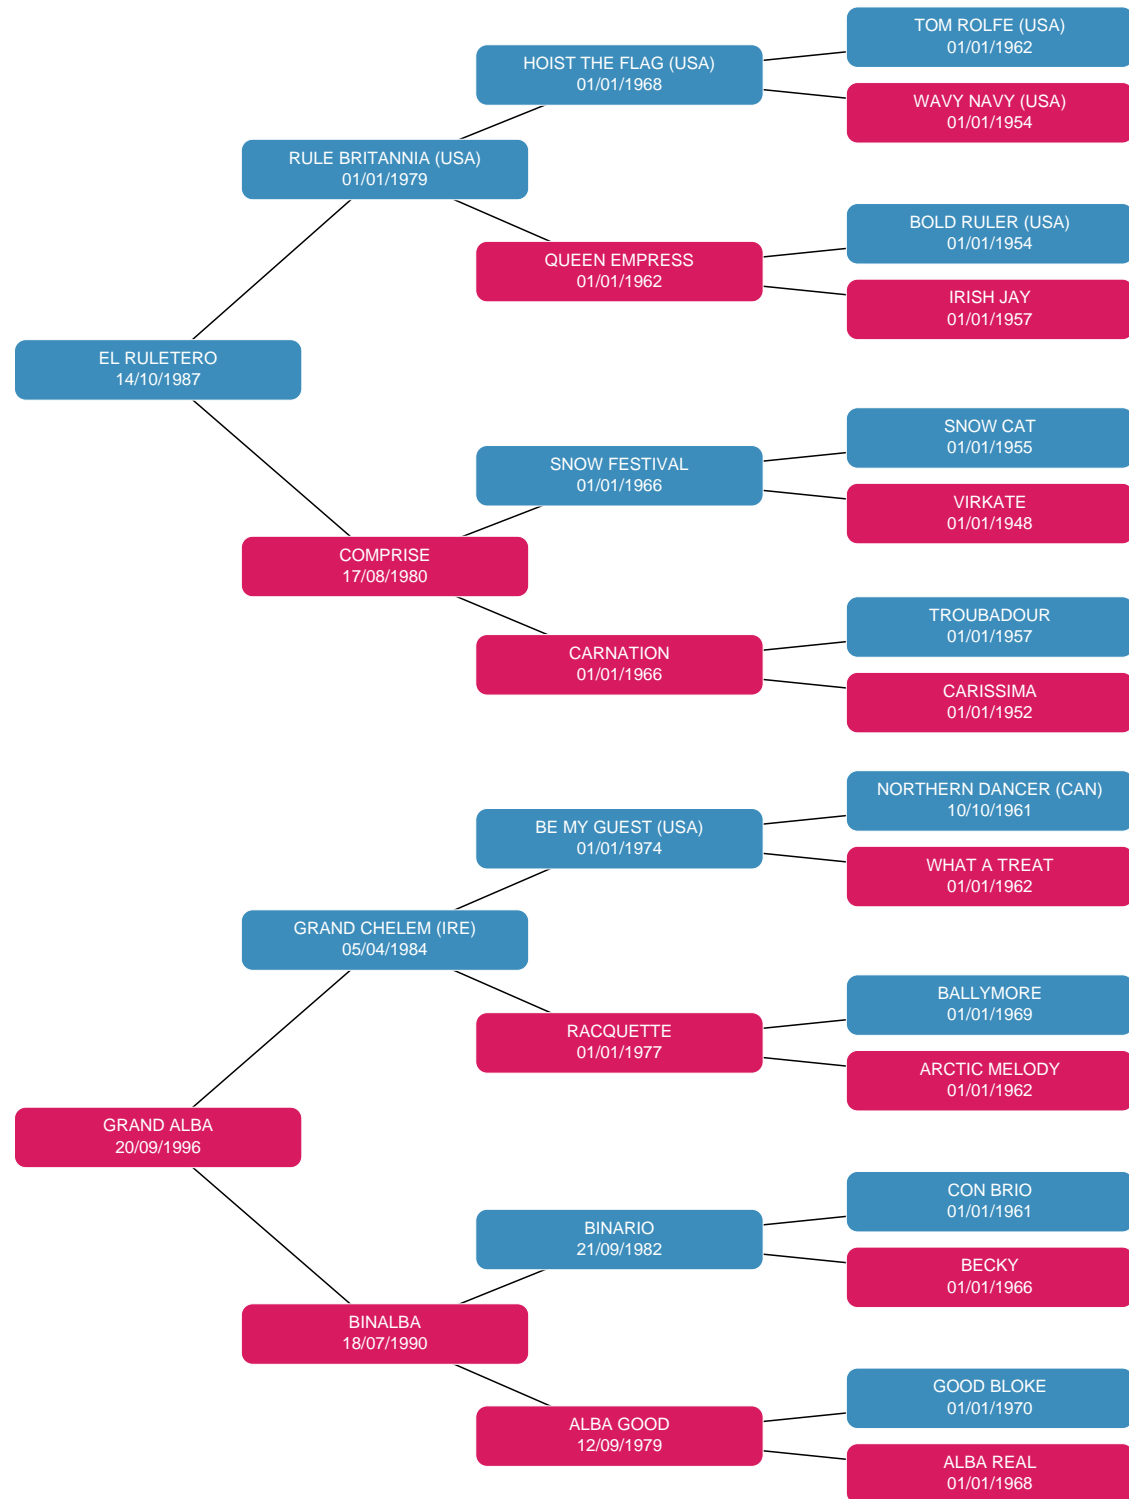 TOM ROLFE (USA)
01/01/1962
HOIST THE FLAG (USA)
01/01/1968
WAVY NAVY (USA)
01/01/1954
RULE BRITANNIA (USA)
01/01/1979
BOLD RULER (USA)
01/01/1954
QUEEN EMPRESS
01/01/1962
IRISH JAY
01/01/1957
EL RULETERO
14/10/1987
SNOW CAT
01/01/1955
SNOW FESTIVAL
01/01/1966
VIRKATE
01/01/1948
COMPRISE
17/08/1980
TROUBADOUR
01/01/1957
CARNATION
01/01/1966
CARISSIMA
01/01/1952
NORTHERN DANCER (CAN)
10/10/1961
BE MY GUEST (USA)
01/01/1974
WHAT A TREAT
01/01/1962
GRAND CHELEM (IRE)
05/04/1984
BALLYMORE
01/01/1969
RACQUETTE
01/01/1977
ARCTIC MELODY
01/01/1962
GRAND ALBA
20/09/1996
CON BRIO
01/01/1961
BINARIO
21/09/1982
BECKY
01/01/1966
BINALBA
18/07/1990
GOOD BLOKE
01/01/1970
ALBA GOOD
12/09/1979
ALBA REAL
01/01/1968